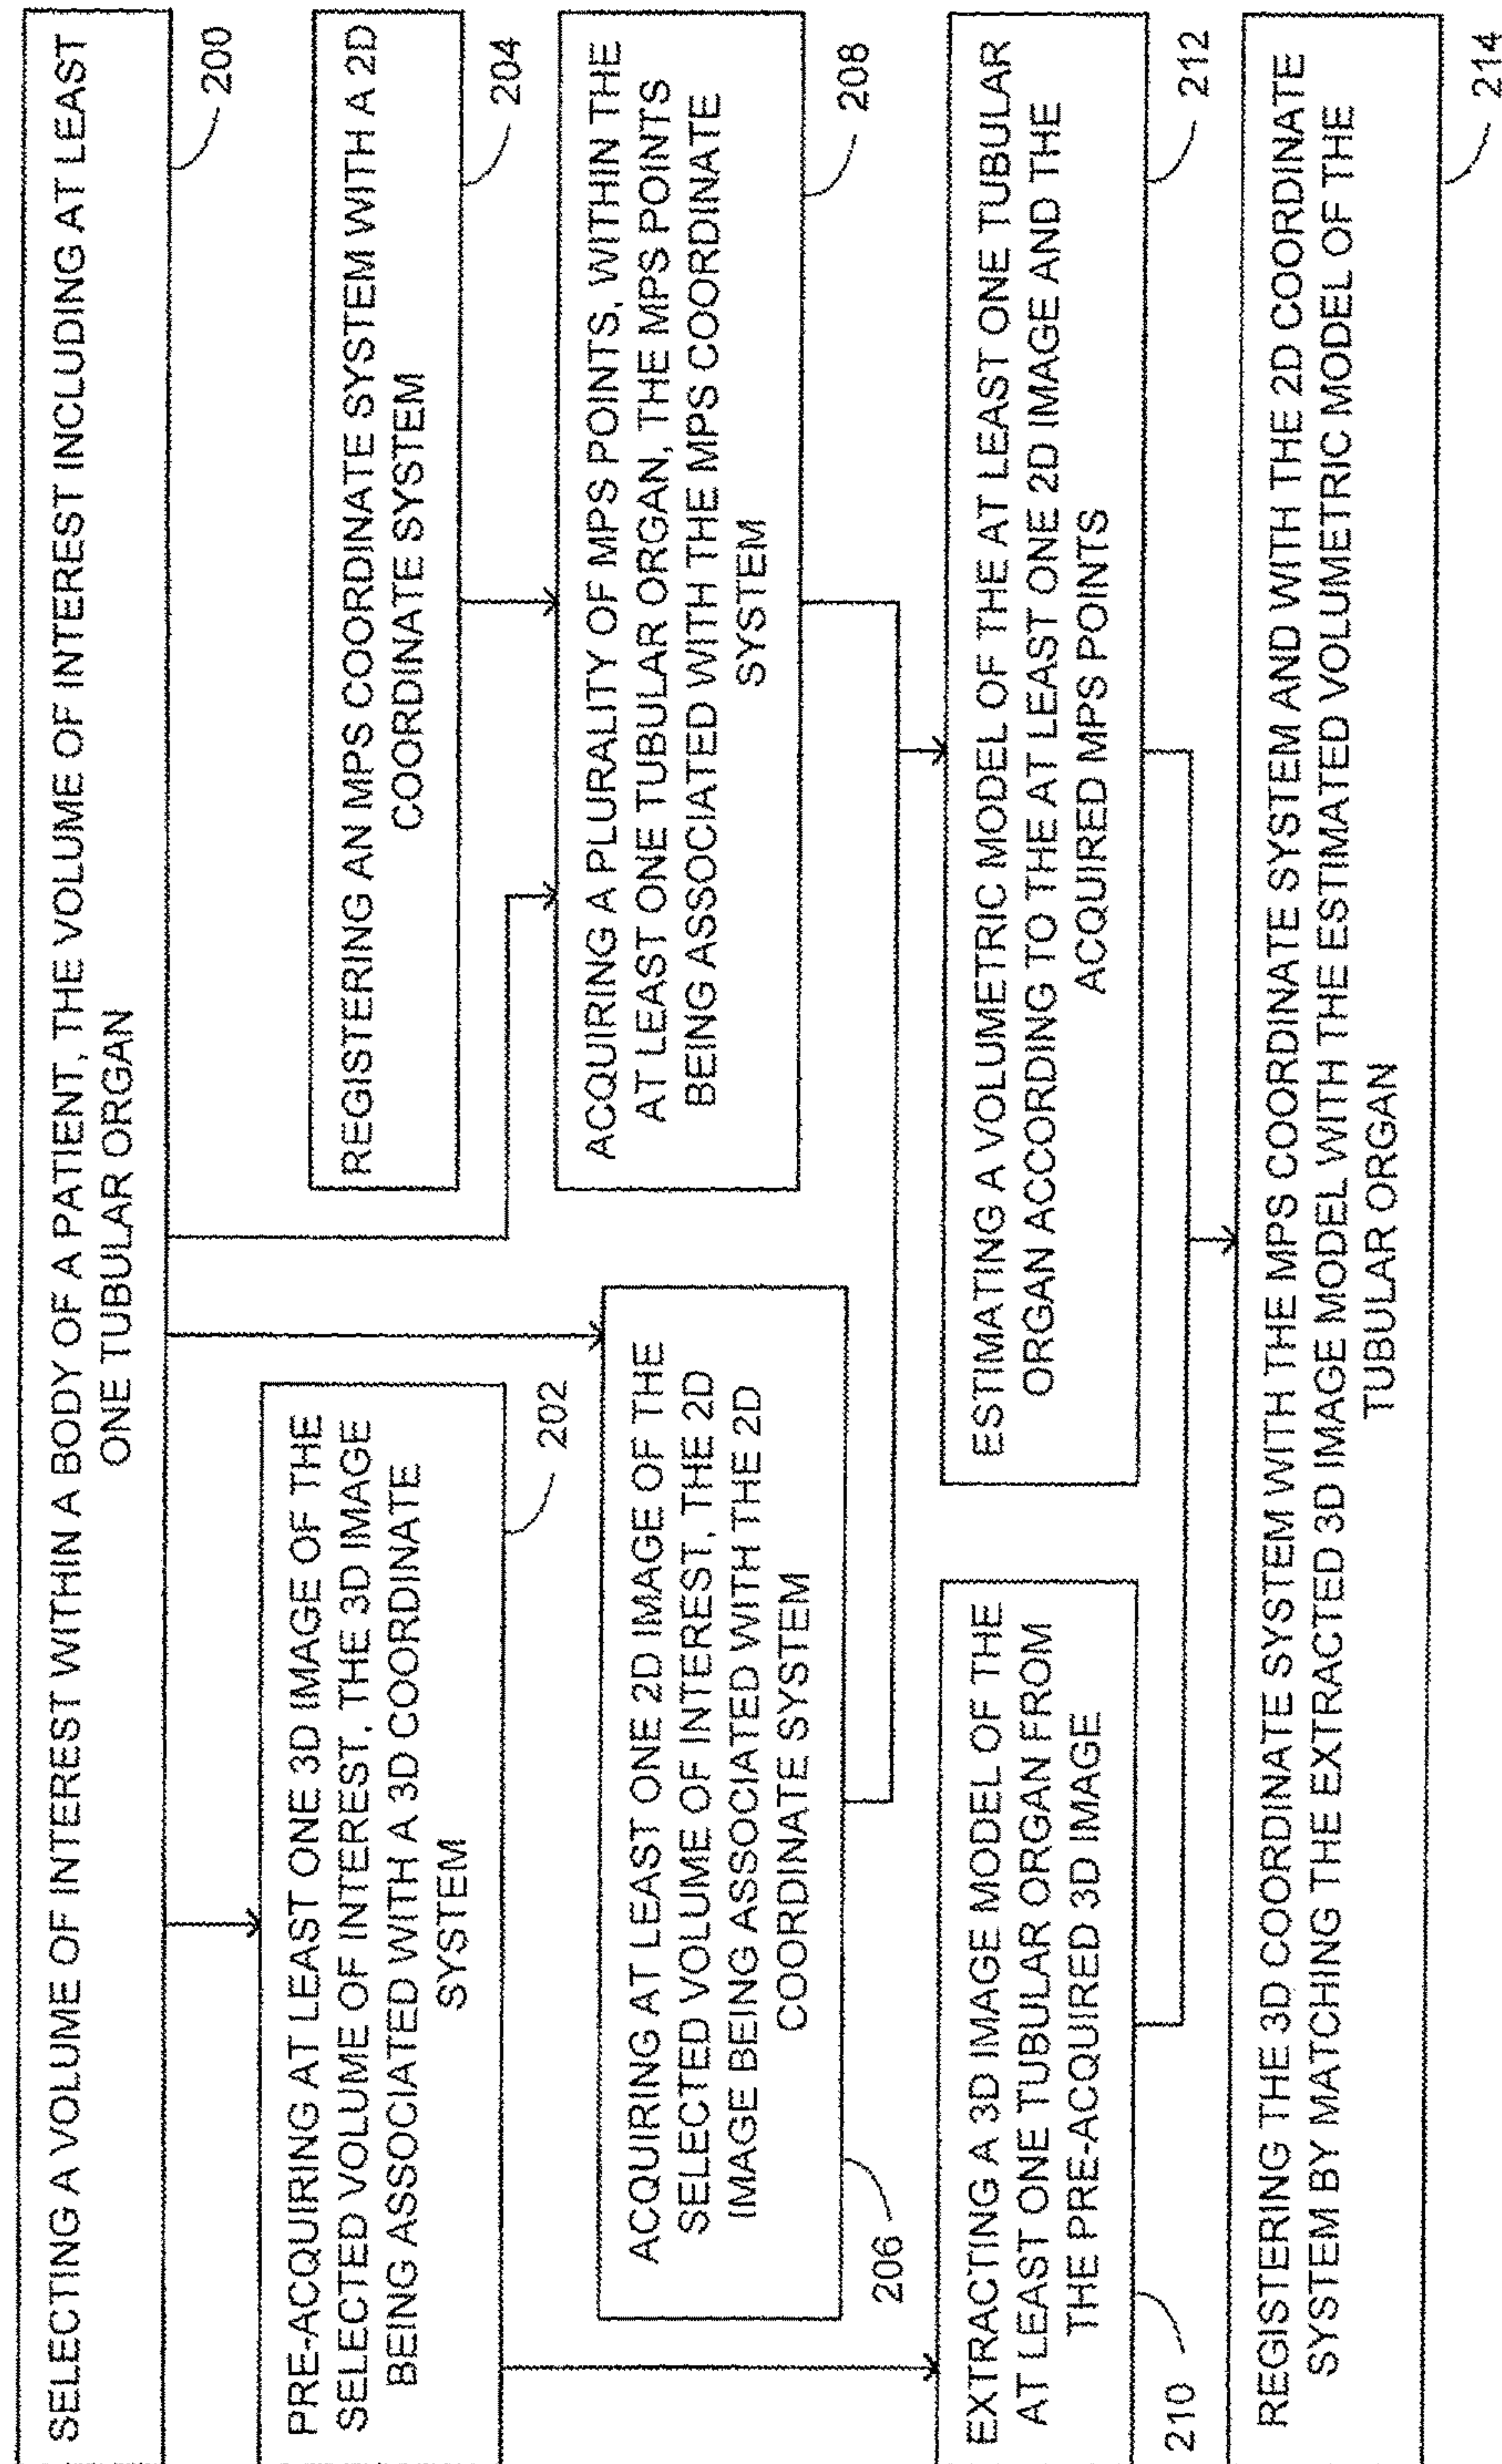 SELECTING A VOLUME OF INTEREST WITHIN A BODY OF A PATIENT, THE VOLUME OF INTEREST INCLUDING AT LEAST
ONE TUBULAR ORGAN
200
PRE-ACQUIRING AT LEAST ONE 3D IMAGE OF THE
SELECTED VOLUME OF INTEREST, THE 3D IMAGE
BEING ASSOCIATED WITH A 3D COORDINATE
SYSTEM
202
REGISTERING AN MPS COORDINATE SYSTEM WITH A 2D
COORDINATE SYSTEM
204
ACQUIRING AT LEAST ONE 2D IMAGE OF THE
SELECTED VOLUME OF INTEREST, THE 2D
IMAGE BEING ASSOCIATED WITH THE 2D
COORDINATE SYSTEM
206
ACQUIRING A PLURALITY OF MPS POINTS, WITHIN THE
AT LEAST ONE TUBULAR ORGAN, THE MPS POINTS
BEING ASSOCIATED WITH THE MPS COORDINATE
SYSTEM
208
EXTRACTING A 3D IMAGE MODEL OF THE
AT LEAST ONE TUBULAR ORGAN FROM
THE PRE-ACQUIRED 3D IMAGE
210
ESTIMATING A VOLUMETRIC MODEL OF THE AT LEAST ONE TUBULAR
ORGAN ACCORDING TO THE AT LEAST ONE 2D IMAGE AND THE
ACQUIRED MPS POINTS
212
REGISTERING THE 3D COORDINATE SYSTEM WITH THE MPS COORDINATE SYSTEM AND WITH THE 2D COORDINATE
SYSTEM BY MATCHING THE EXTRACTED 3D IMAGE MODEL WITH THE ESTIMATED VOLUMETRIC MODEL OF THE
TUBULAR ORGAN
214